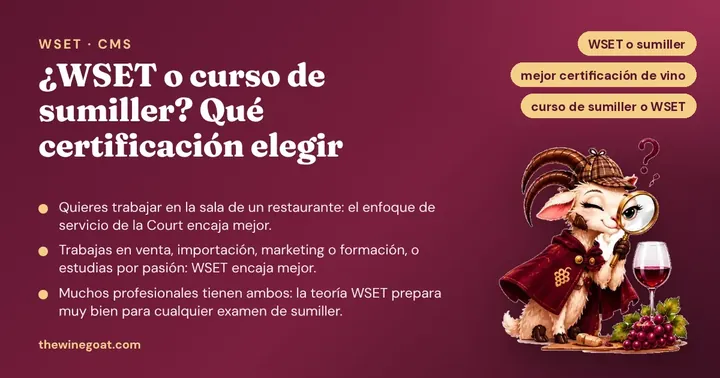 WSET · CMS
¿WSET o curso de
sumiller? Qué
certificación elegir
Quieres trabajar en la sala de un restaurante: el enfoque de
servicio de la Court encaja mejor.
Trabajas en venta, importación, marketing o formación, o
estudias por pasión: WSET encaja mejor.
Muchos profesionales tienen ambos: la teoría WSET prepara
muy bien para cualquier examen de sumiller.
thewinegoat.com
WSET o sumiller
mejor certificación de vino
curso de sumiller o WSET